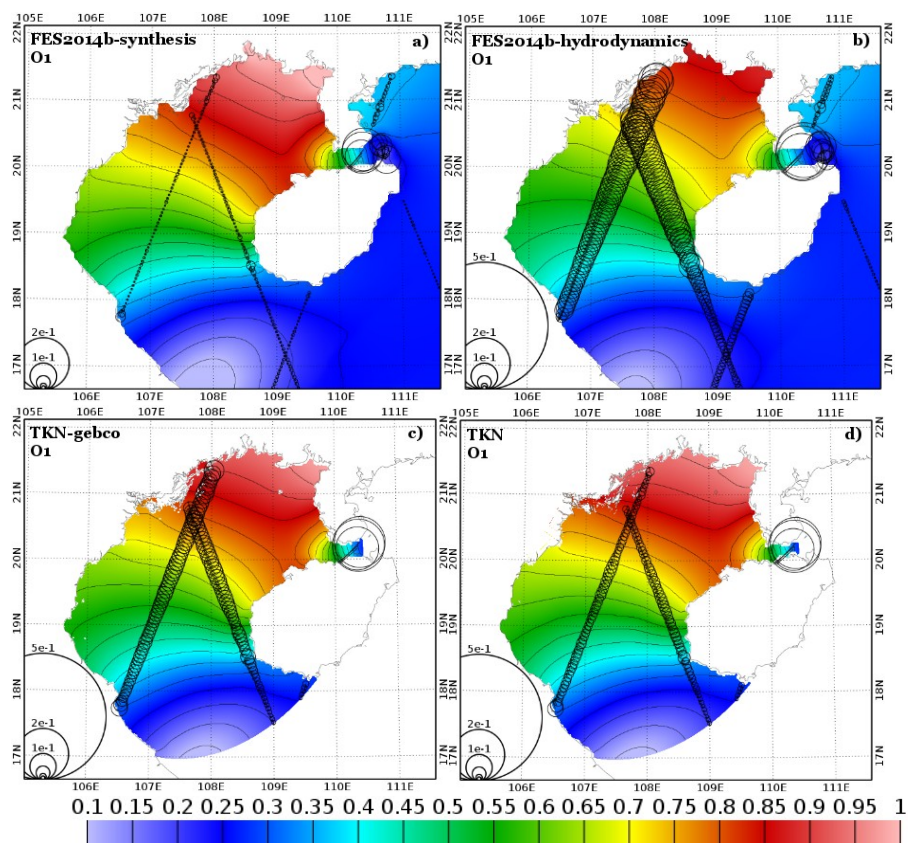 105E 106E 107E 108E 109E 110E 111E
FES2014b-synthesis a)
O1
22N
21N
20N
19N
18N
17N
5e-1
2e-1
1e-1
106E 107E 108E 109E 110E 111E
105E 106E 107E 108E 109E 110E 111E
FES2014b-hydrodynamics b)
O1
22N
21N
20N
19N
18N
17N
5e-1
2e-1
1e-1
106E 107E 108E 109E 110E 111E
105E 106E 107E 108E 109E 110E 111E
TKN-gebco c)
O1
22N
21N
20N
19N
18N
17N
5e-1
2e-1
1e-1
106E 107E 108E 109E 110E 111E
105E 106E 107E 108E 109E 110E 111E
TKN d)
O1
22N
21N
20N
19N
18N
17N
5e-1
2e-1
1e-1
106E 107E 108E 109E 110E 111E
0.1 0.15 0.2 0.25 0.3 0.35 0.4 0.45 0.5 0.55 0.6 0.65 0.7 0.75 0.8 0.85 0.9 0.95 1